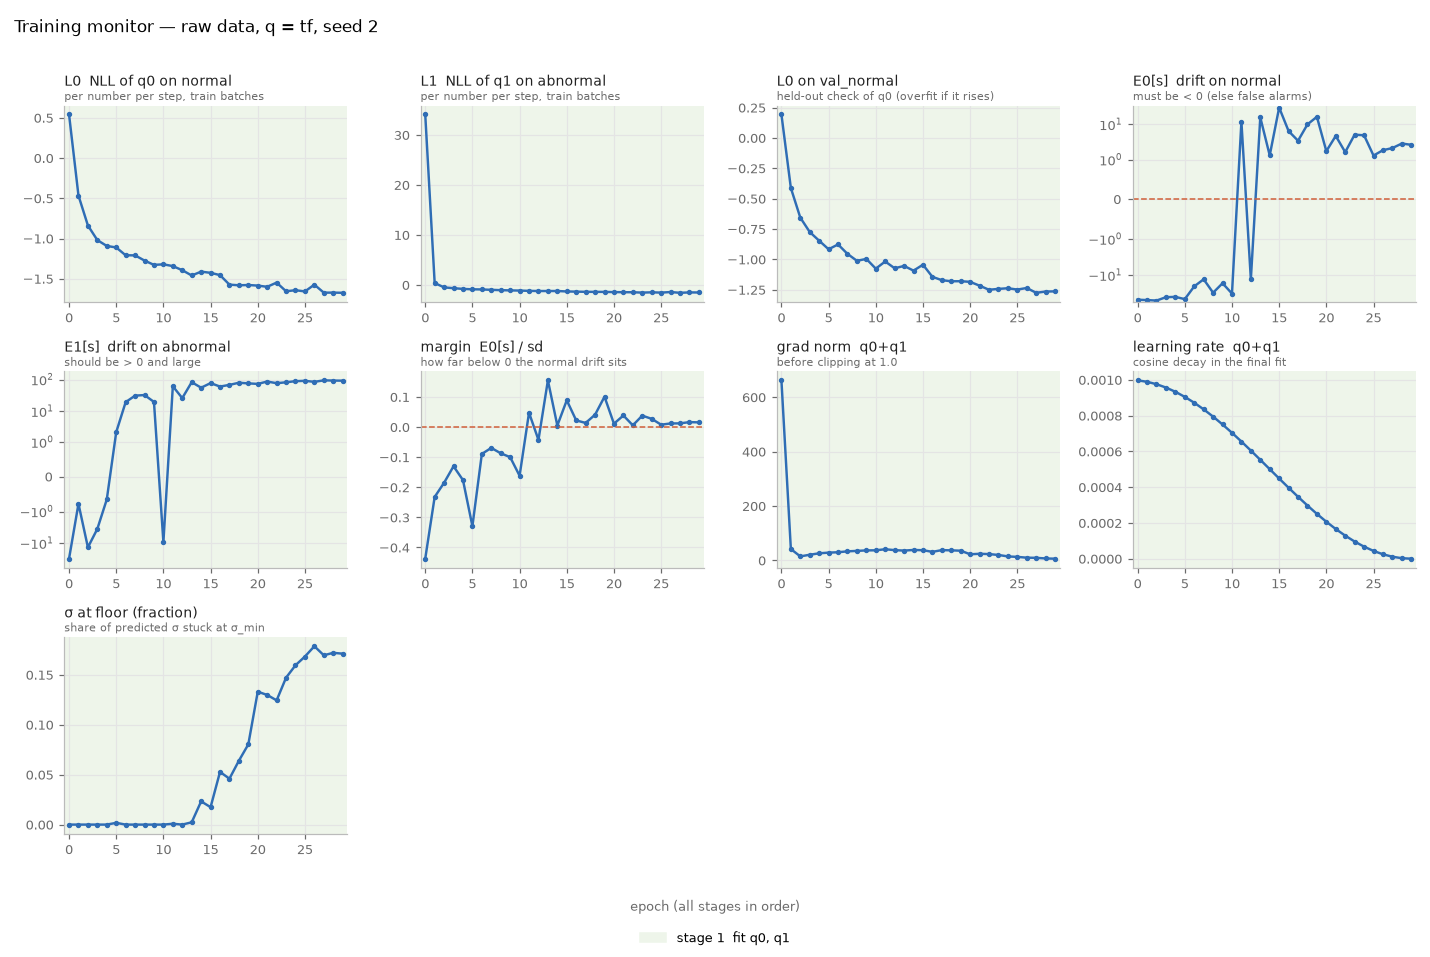 Training monitor — raw data, q = tf, seed 2
L0  NLL of q0 on normal
per number per step, train batches
0.5
0.0
−0.5
−1.0
−1.5
0 5 10 15 20 25
L1  NLL of q1 on abnormal
per number per step, train batches
30
20
10
0
0 5 10 15 20 25
L0 on val_normal
held-out check of q0 (overfit if it rises)
0.25
0.00
−0.25
−0.50
−0.75
−1.00
−1.25
0 5 10 15 20 25
E0[s]  drift on normal
must be < 0 (else false alarms)
10¹
10⁰
0
−10⁰
−10¹
0 5 10 15 20 25
E1[s]  drift on abnormal
should be > 0 and large
10²
10¹
10⁰
0
−10⁰
−10¹
0 5 10 15 20 25
margin  E0[s] / sd
how far below 0 the normal drift sits
0.1
0.0
−0.1
−0.2
−0.3
−0.4
0 5 10 15 20 25
grad norm  q0+q1
before clipping at 1.0
600
400
200
0
0 5 10 15 20 25
learning rate  q0+q1
cosine decay in the final fit
0.0010
0.0008
0.0006
0.0004
0.0002
0.0000
0 5 10 15 20 25
σ at floor (fraction)
share of predicted σ stuck at σ_min
0.15
0.10
0.05
0.00
0 5 10 15 20 25
epoch (all stages in order)
stage 1  fit q0, q1